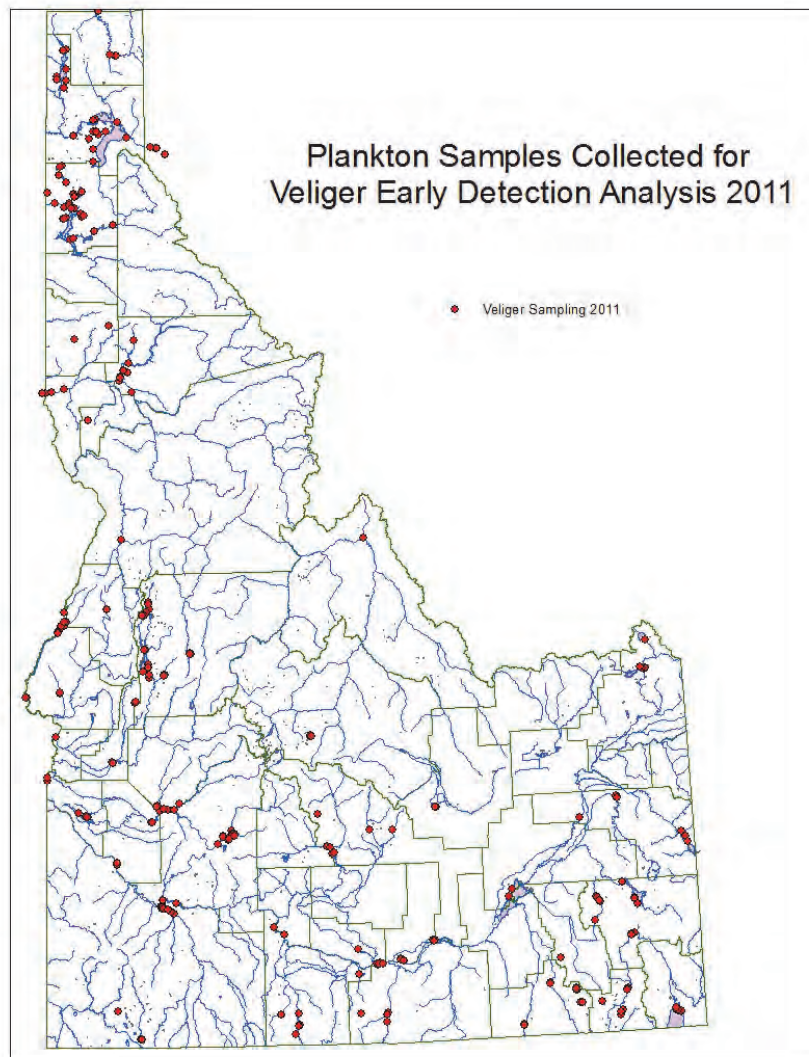 Plankton Samples Collected for
Veliger Early Detection Analysis 2011
Veliger Sampling 2011